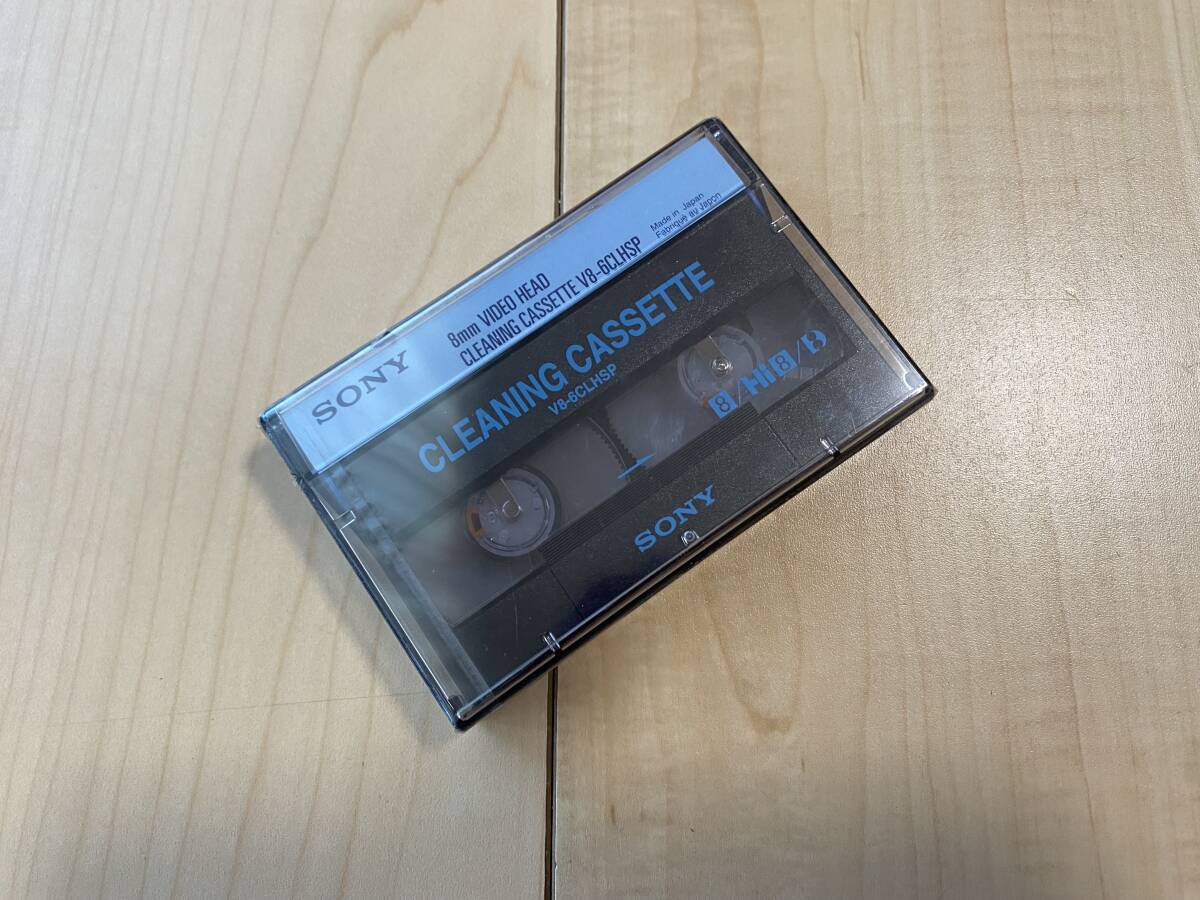 SONY
8mm VIDEO HEAD
CLEANING CASSETTE V8-6CLHSP
Made in Japan
Fabriqué au Japon
CLEANING CASSETTE
V8-6CLHSP
8/Hi8/
SONY